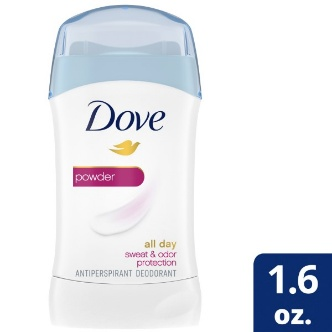 Dove
powder
all day
sweat & odor
protection
ANTIPERSPIRANT DEODORANT
1.6
oz.